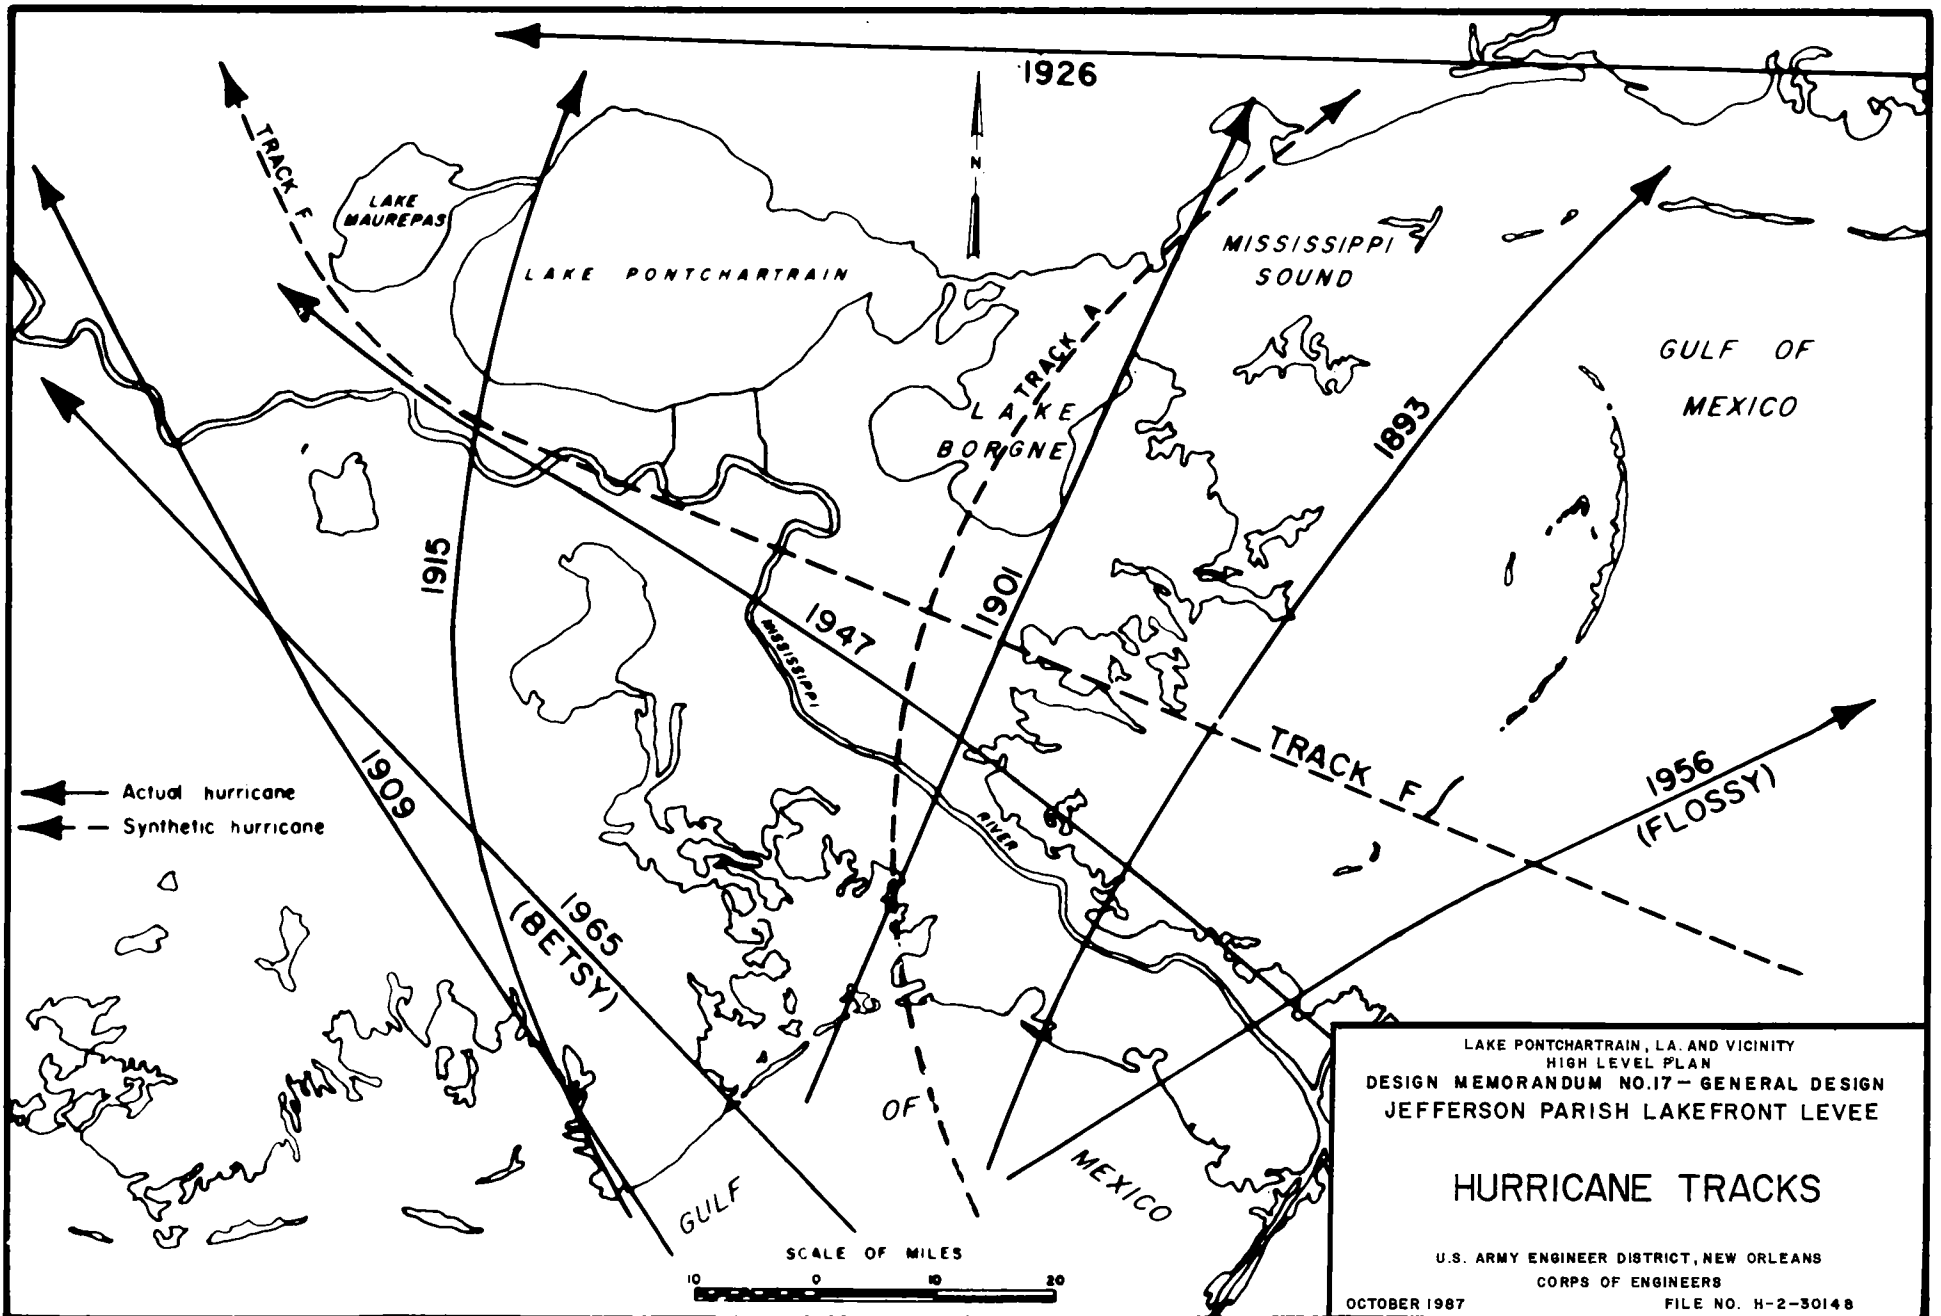 1926
N
TRACK F
LAKE
MAUREPAS
LAKE PONTCHARTRAIN
MISSISSIPPI
SOUND
TRACK A
GULF OF
MEXICO
LAKE
BORGNE
1893
1915
1901
1947
MISSISSIPPI
RIVER
TRACK F
1956
(FLOSSY)
1909
Actual hurricane
Synthetic hurricane
1965
(BETSY)
GULF
OF
MEXICO
SCALE OF MILES
10 0 10 20
LAKE PONTCHARTRAIN, LA. AND VICINITY
HIGH LEVEL PLAN
DESIGN MEMORANDUM NO.17 - GENERAL DESIGN
JEFFERSON PARISH LAKEFRONT LEVEE
HURRICANE TRACKS
U.S. ARMY ENGINEER DISTRICT, NEW ORLEANS
CORPS OF ENGINEERS
OCTOBER 1987 FILE NO. H-2-30148